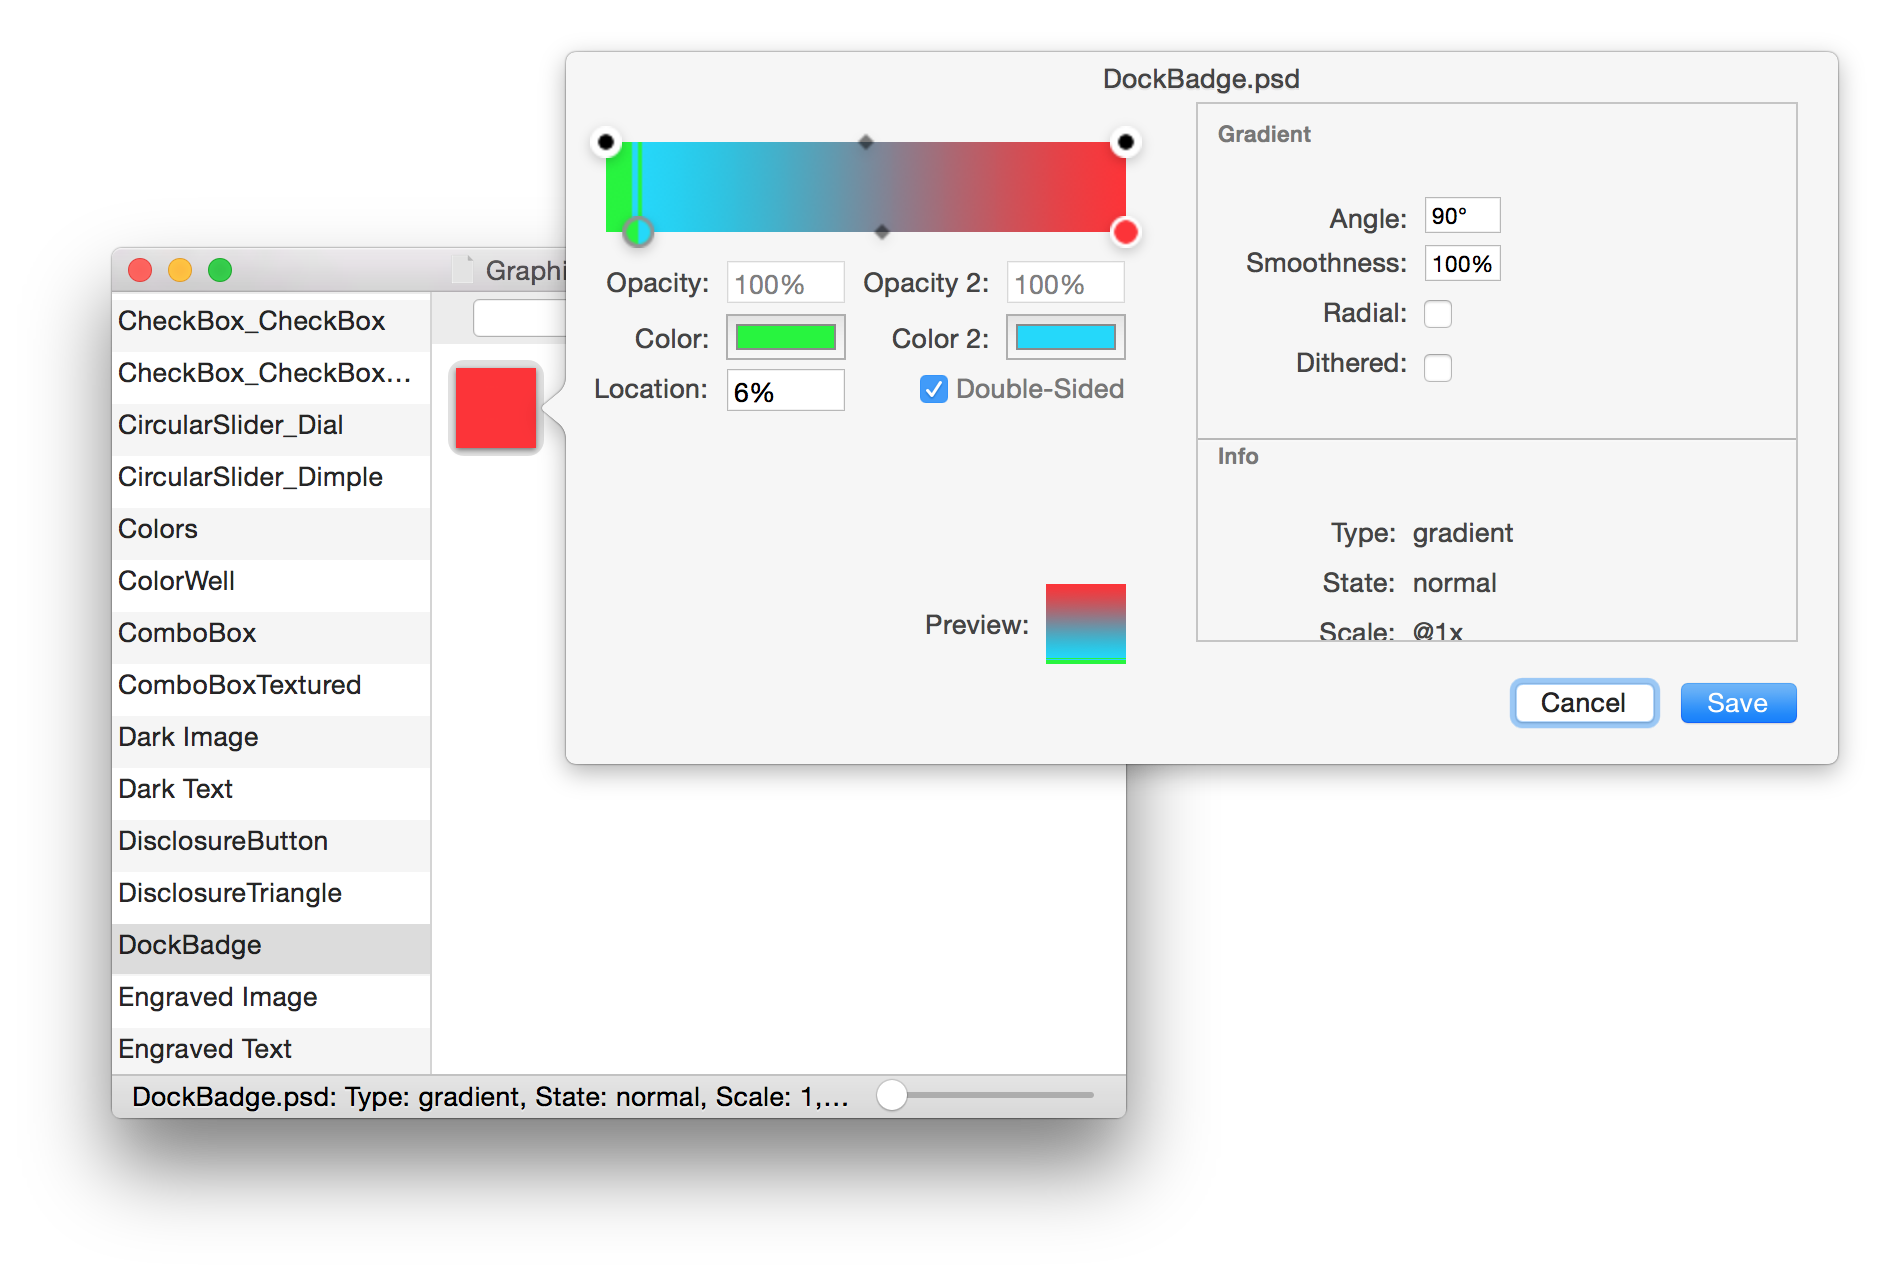 DockBadge.psd
Gradient
Angle: 90°
Smoothness: 100%
Radial:
Dithered:
Opacity: 100% Opacity 2: 100%
Color: Color 2:
Location: 6% Double-Sided
Info
Type: gradient
State: normal
Scale: @1x
Preview:
Cancel Save
Graphi
CheckBox_CheckBox
CheckBox_CheckBox...
CircularSlider_Dial
CircularSlider_Dimple
Colors
ColorWell
ComboBox
ComboBoxTextured
Dark Image
Dark Text
DisclosureButton
DisclosureTriangle
DockBadge
Engraved Image
Engraved Text
DockBadge.psd: Type: gradient, State: normal, Scale: 1,...